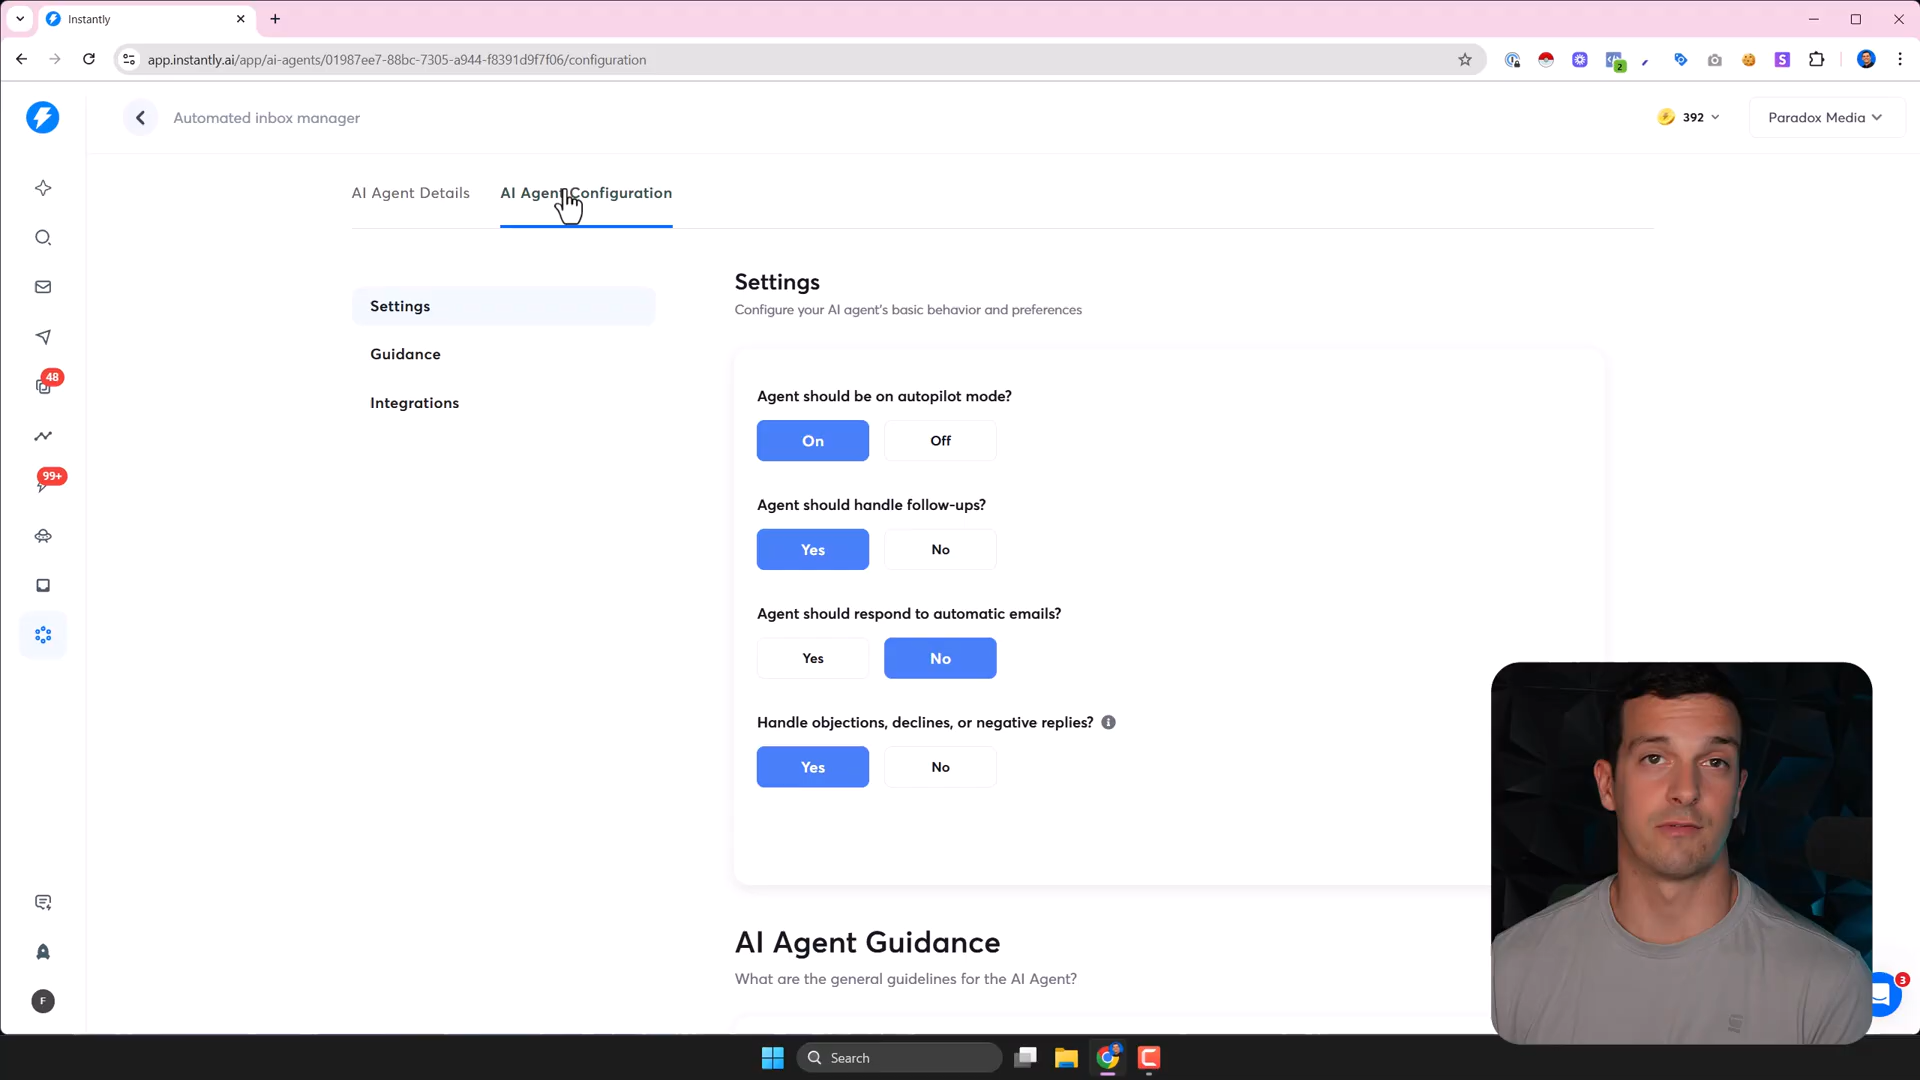 Instantly
app.instantly.ai/app/ai-agents/01987ee7-88bc-7305-a944-f8391d9f7f06/configuration
2
S
Automated inbox manager
392
Paradox Media
AI Agent Details
AI Agent Configuration
Settings
Guidance
Integrations
48
99+
F
Settings
Configure your AI agent's basic behavior and preferences
Agent should be on autopilot mode?
On
Off
Agent should handle follow-ups?
Yes
No
Agent should respond to automatic emails?
Yes
No
Handle objections, declines, or negative replies?
Yes
No
AI Agent Guidance
What are the general guidelines for the AI Agent?
3
Search